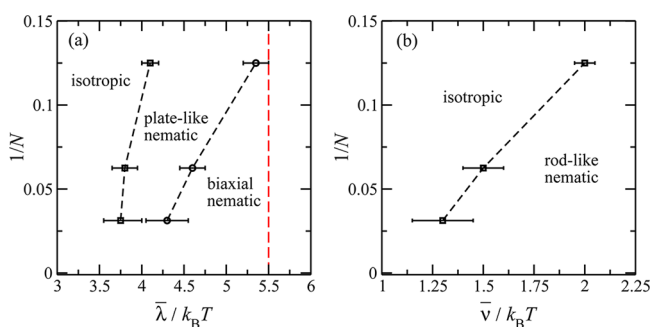 0.15
(a)
isotropic
plate-like
nematic
biaxial
nematic
0.1
0.05
0
1/N
3 3.5 4 4.5 5 5.5 6
λ̅ / k_BT
0.15
(b)
isotropic
rod-like
nematic
0.1
0.05
0
1/N
1 1.25 1.5 1.75 2 2.25
ν̅ / k_BT